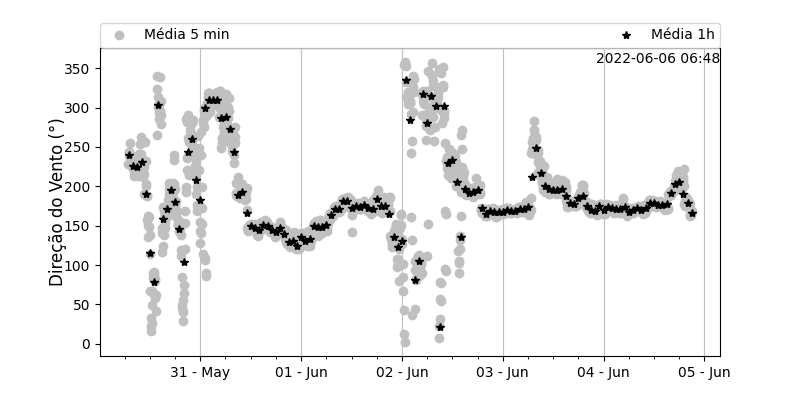 Média 5 min
Média 1h
2022-06-06 06:48
Direção do Vento (°)
350
300
250
200
150
100
50
0
31 - May
01 - Jun
02 - Jun
03 - Jun
04 - Jun
05 - Jun